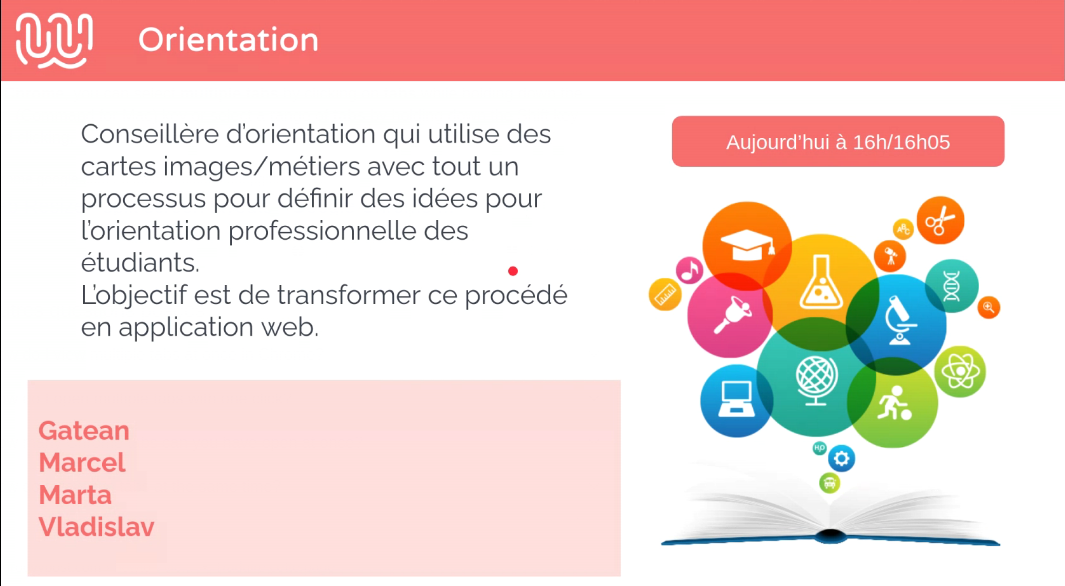 Orientation
Conseillère d'orientation qui utilise des
cartes images/métiers avec tout un
processus pour définir des idées pour
l'orientation professionnelle des
étudiants.
L'objectif est de transformer ce procédé
en application web.
Aujourd'hui à 16h/16h05
H₂O
Gatean
Marcel
Marta
Vladislav